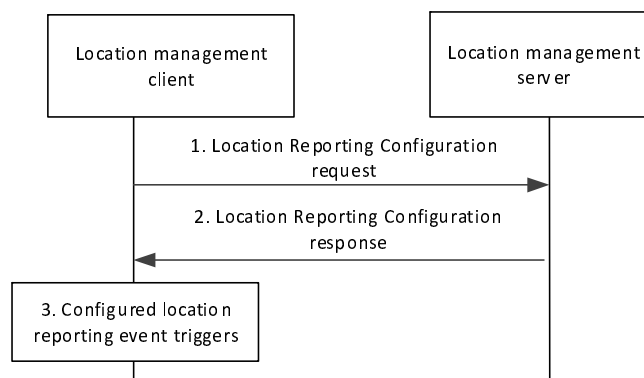 Location management
client
Location management
server
1. Location Reporting Configuration
request
2. Location Reporting Configuration
response
3. Configured location
reporting event triggers